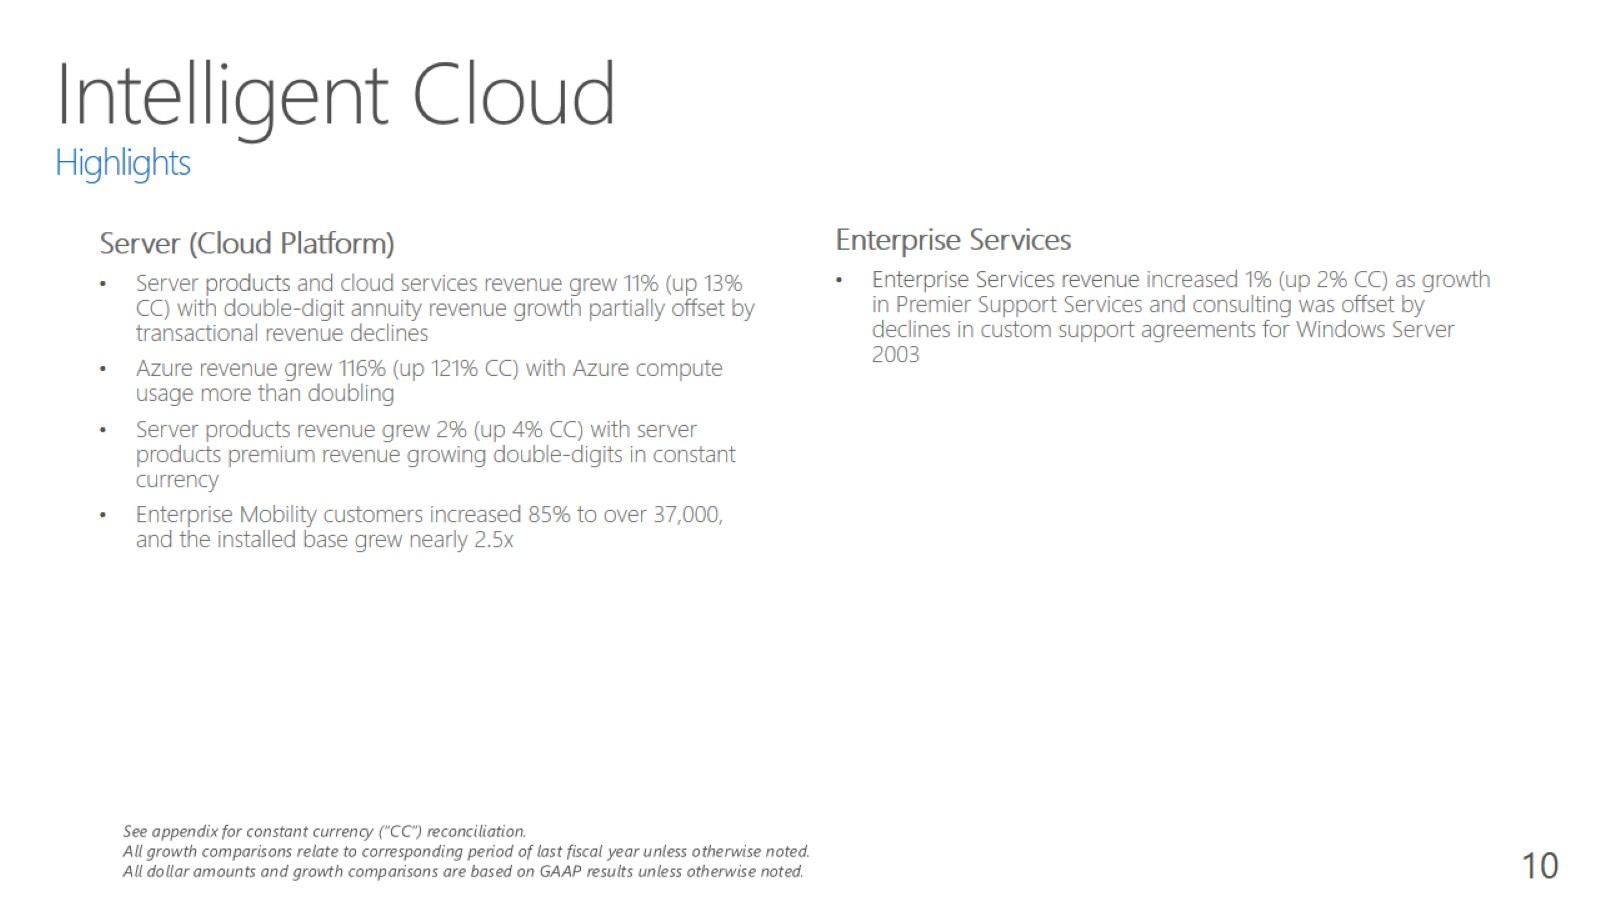 Intelligent Cloud
Highlights
Server (Cloud Platform)
• Server products and cloud services revenue grew 11% (up 13%
CC) with double-digit annuity revenue growth partially offset by
transactional revenue declines
• Azure revenue grew 116% (up 121% CC) with Azure compute
usage more than doubling
• Server products revenue grew 2% (up 4% CC) with server
products premium revenue growing double-digits in constant
currency
• Enterprise Mobility customers increased 85% to over 37,000,
and the installed base grew nearly 2.5x
Enterprise Services
• Enterprise Services revenue increased 1% (up 2% CC) as growth
in Premier Support Services and consulting was offset by
declines in custom support agreements for Windows Server
2003
See appendix for constant currency ("CC") reconciliation.
All growth comparisons relate to corresponding period of last fiscal year unless otherwise noted.
All dollar amounts and growth comparisons are based on GAAP results unless otherwise noted.
10